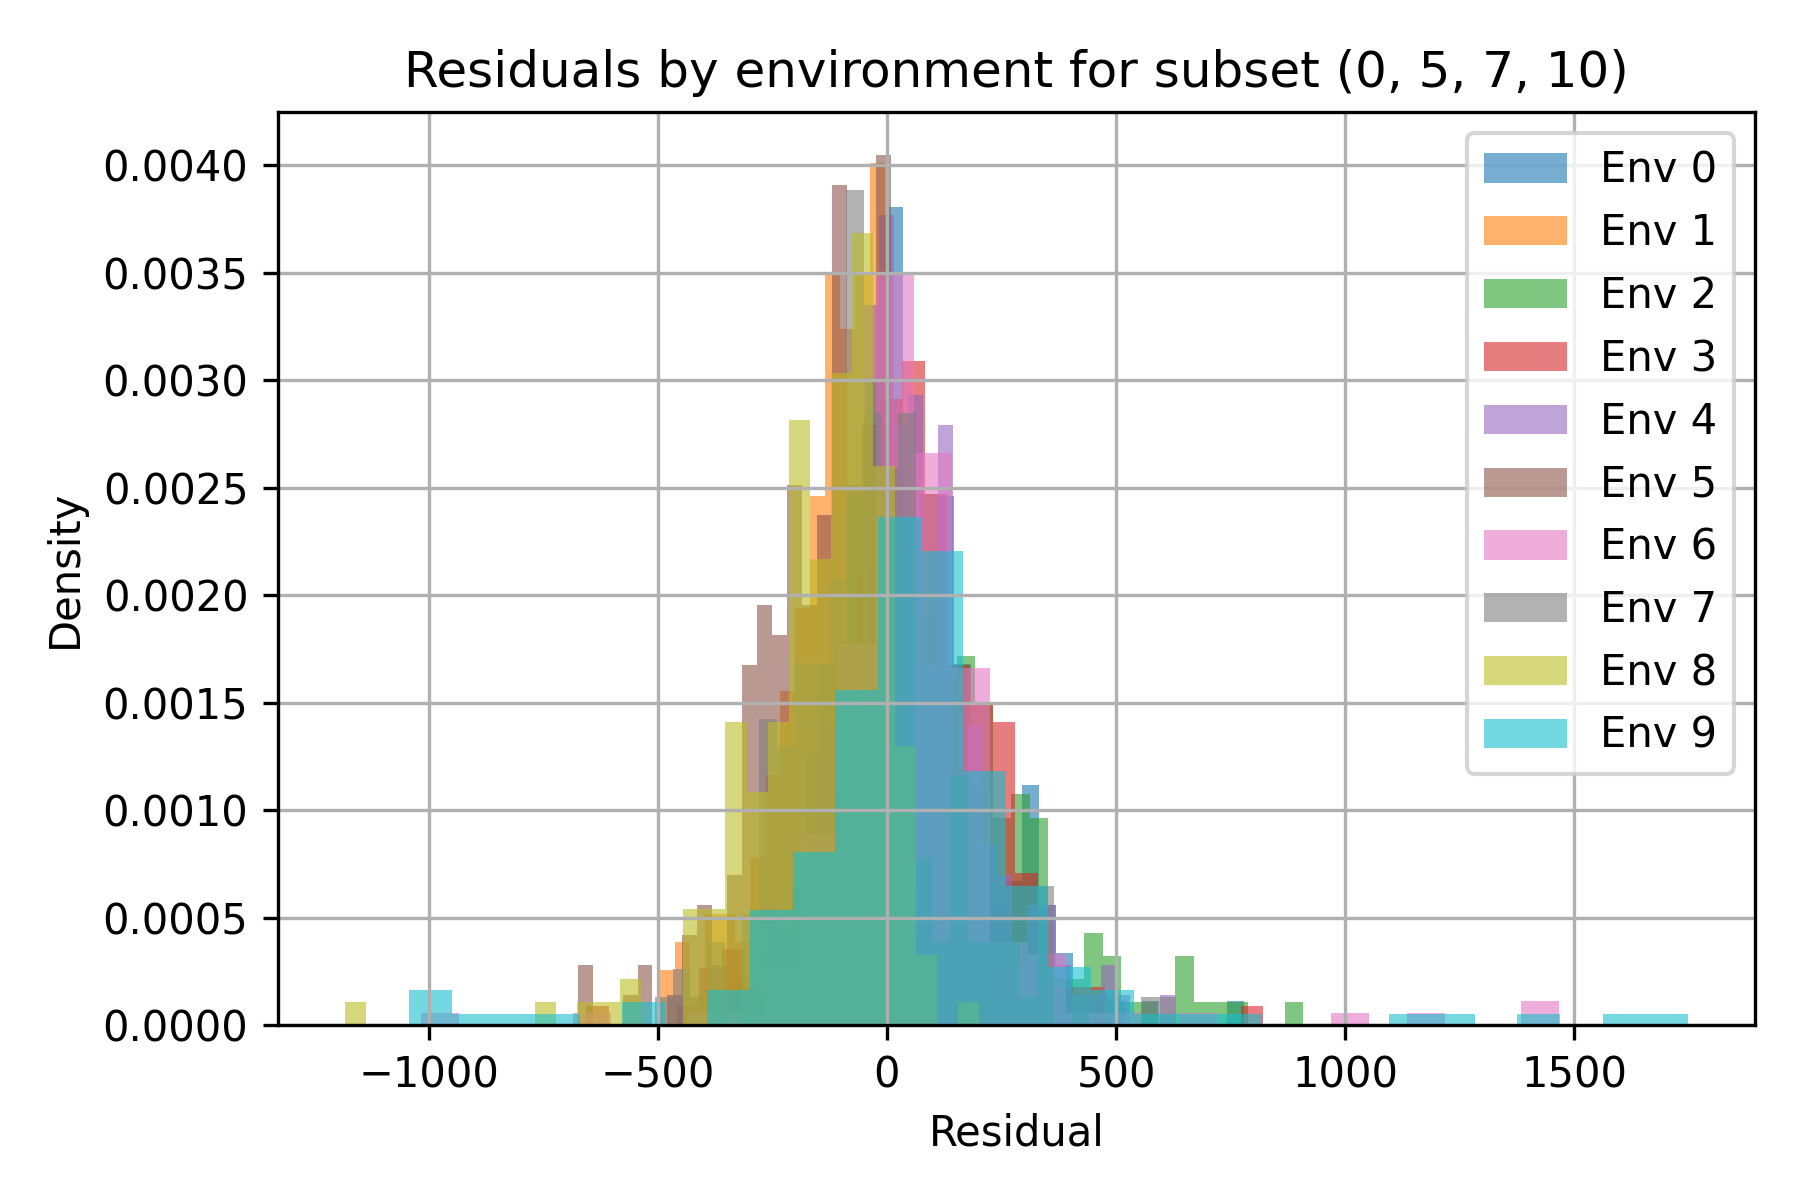 Residuals by environment for subset (0, 5, 7, 10)
Density
0.0040
0.0035
0.0030
0.0025
0.0020
0.0015
0.0010
0.0005
0.0000
−1000
−500
0
500
1000
1500
Residual
Env 0
Env 1
Env 2
Env 3
Env 4
Env 5
Env 6
Env 7
Env 8
Env 9